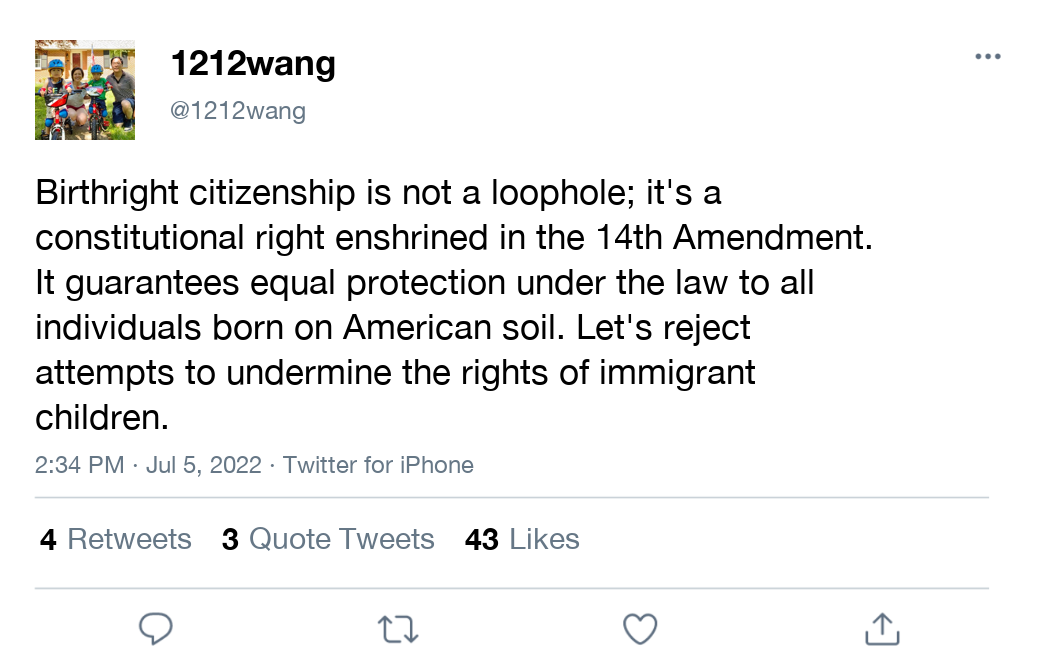 1212wang
@1212wang
Birthright citizenship is not a loophole; it's a
constitutional right enshrined in the 14th Amendment.
It guarantees equal protection under the law to all
individuals born on American soil. Let's reject
attempts to undermine the rights of immigrant
children.
2:34 PM · Jul 5, 2022 · Twitter for iPhone
4 Retweets 3 Quote Tweets 43 Likes